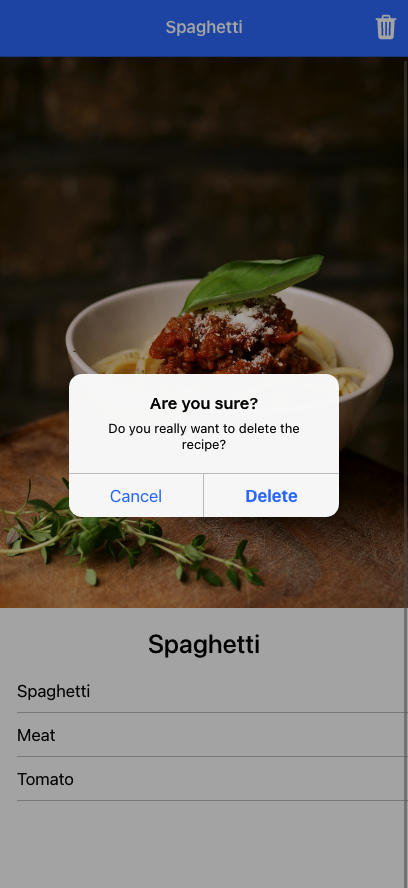 Spaghetti
Are you sure?
Do you really want to delete the
recipe?
Cancel
Delete
Spaghetti
Spaghetti
Meat
Tomato